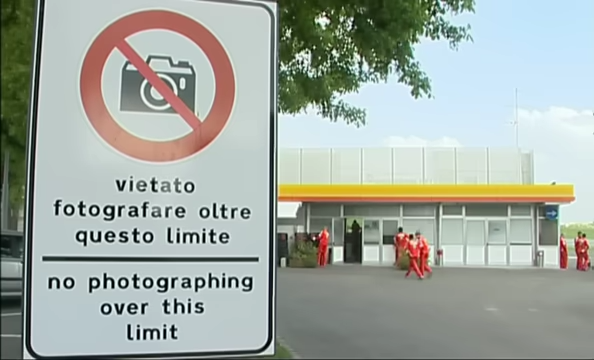 vietato
fotografare oltre
questo limite
no photographing
over this
limit